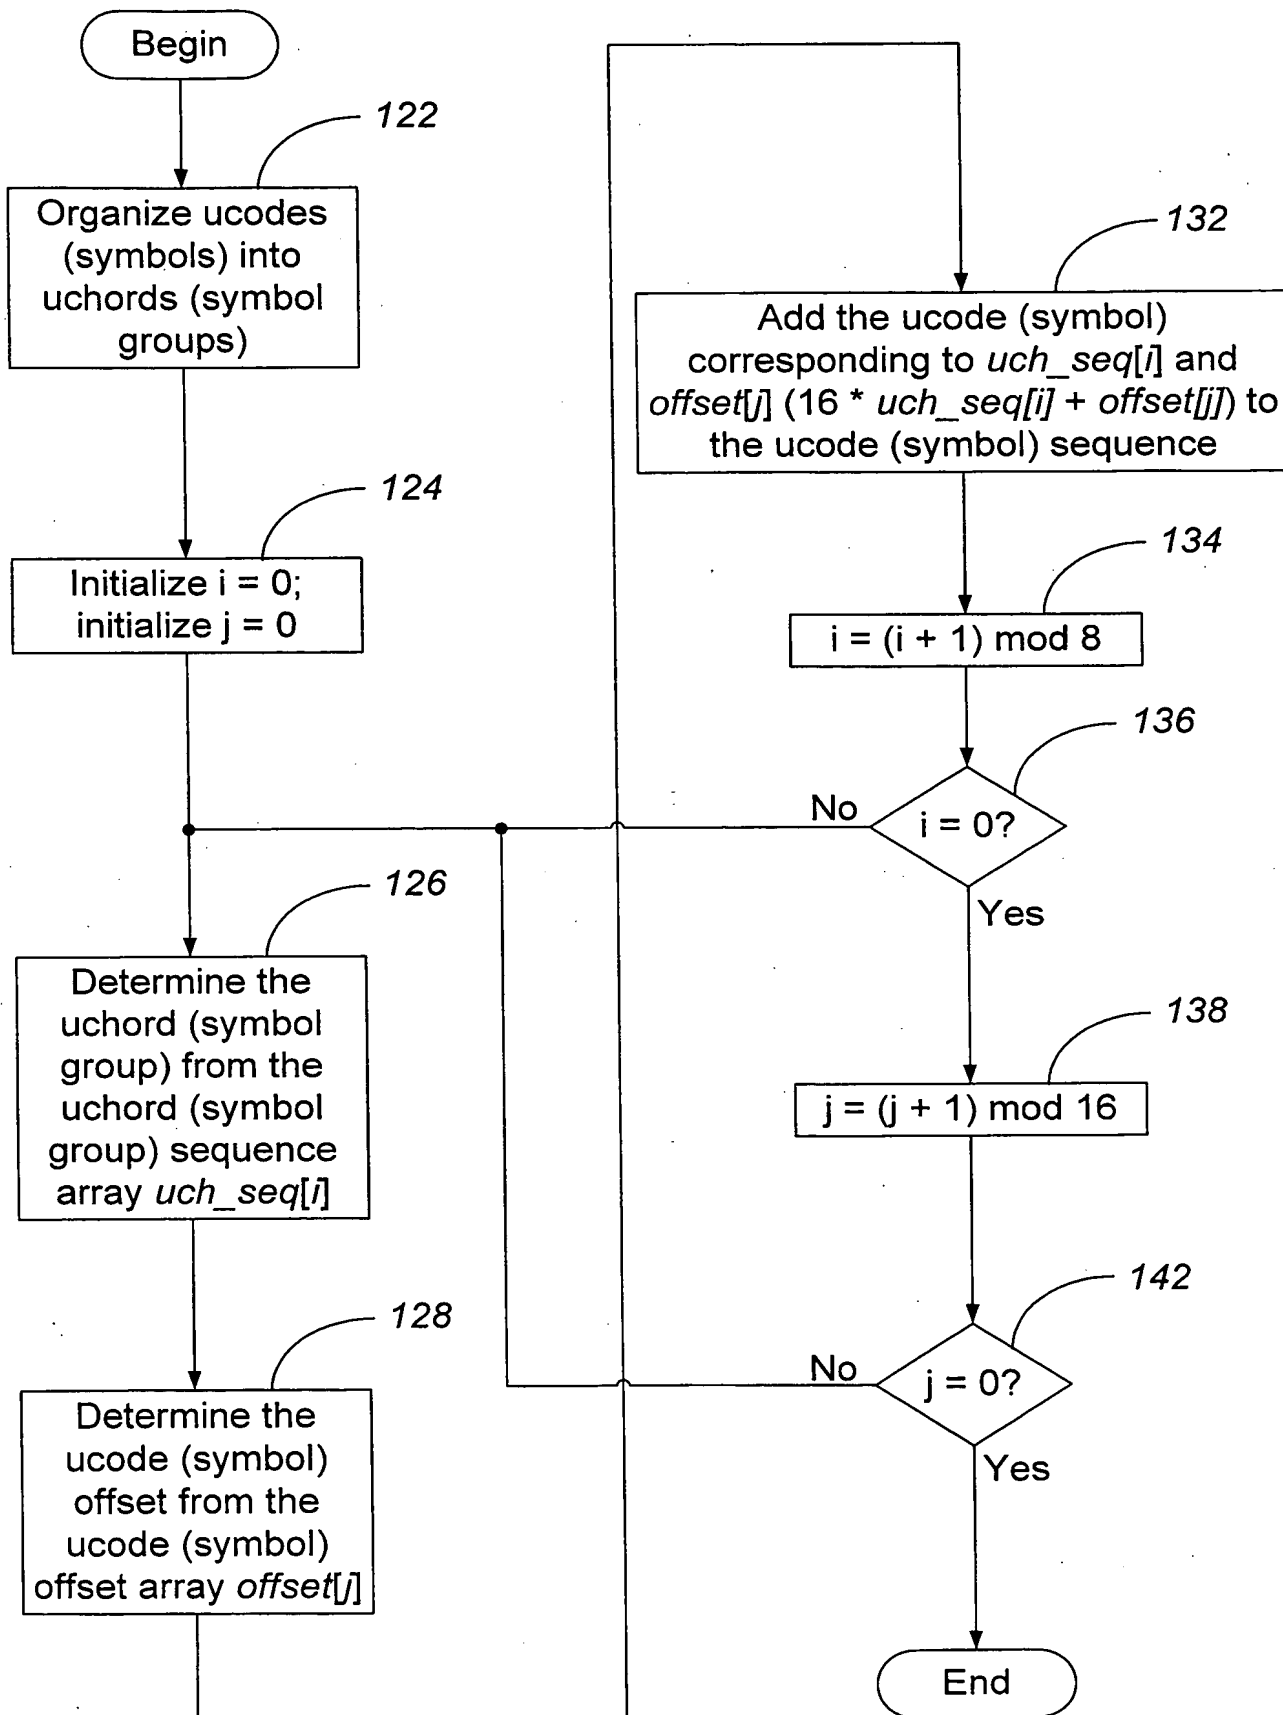 Begin
122
Organize ucodes
(symbols) into
uchords (symbol
groups)
124
Initialize i = 0;
initialize j = 0
126
Determine the
uchord (symbol
group) from the
uchord (symbol
group) sequence
array uch_seq[i]
128
Determine the
ucode (symbol)
offset from the
ucode (symbol)
offset array offset[j]
132
Add the ucode (symbol)
corresponding to uch_seq[i] and
offset[j] (16 * uch_seq[i] + offset[j]) to
the ucode (symbol) sequence
134
i = (i + 1) mod 8
136
No
i = 0?
Yes
138
j = (j + 1) mod 16
142
No
j = 0?
Yes
End